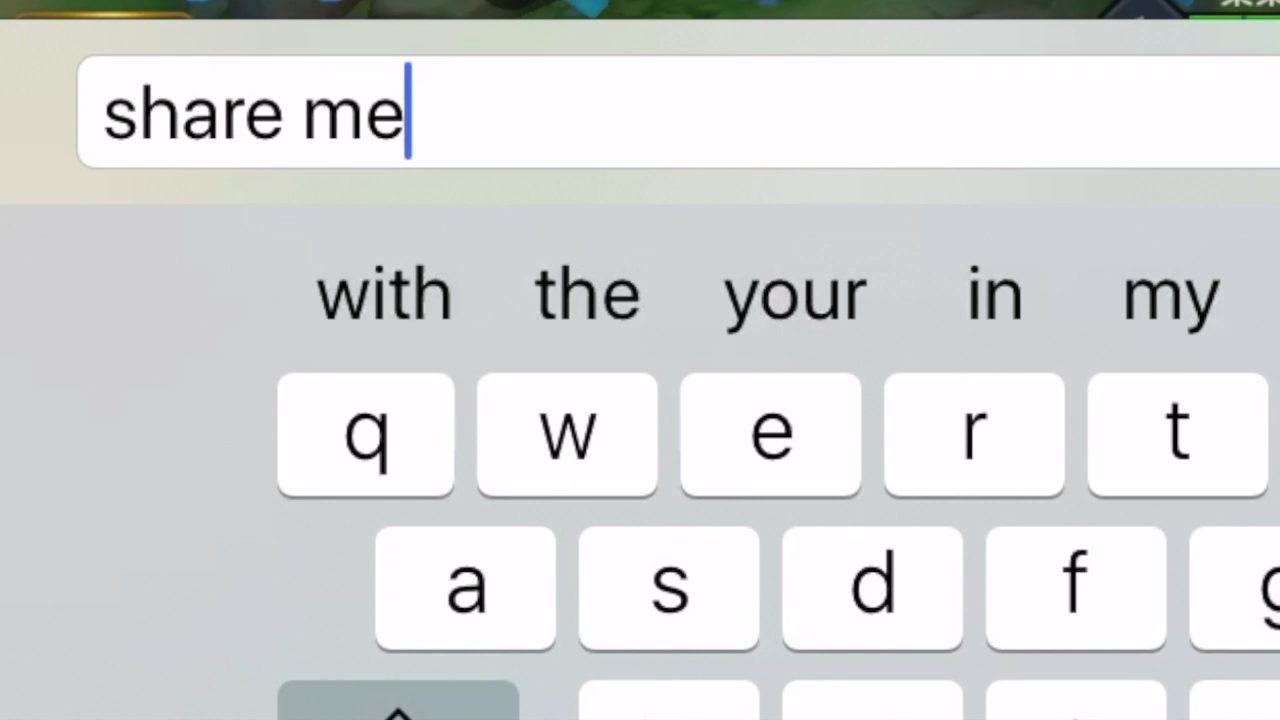 share me
with the your in my
q w e r t
a s d f g